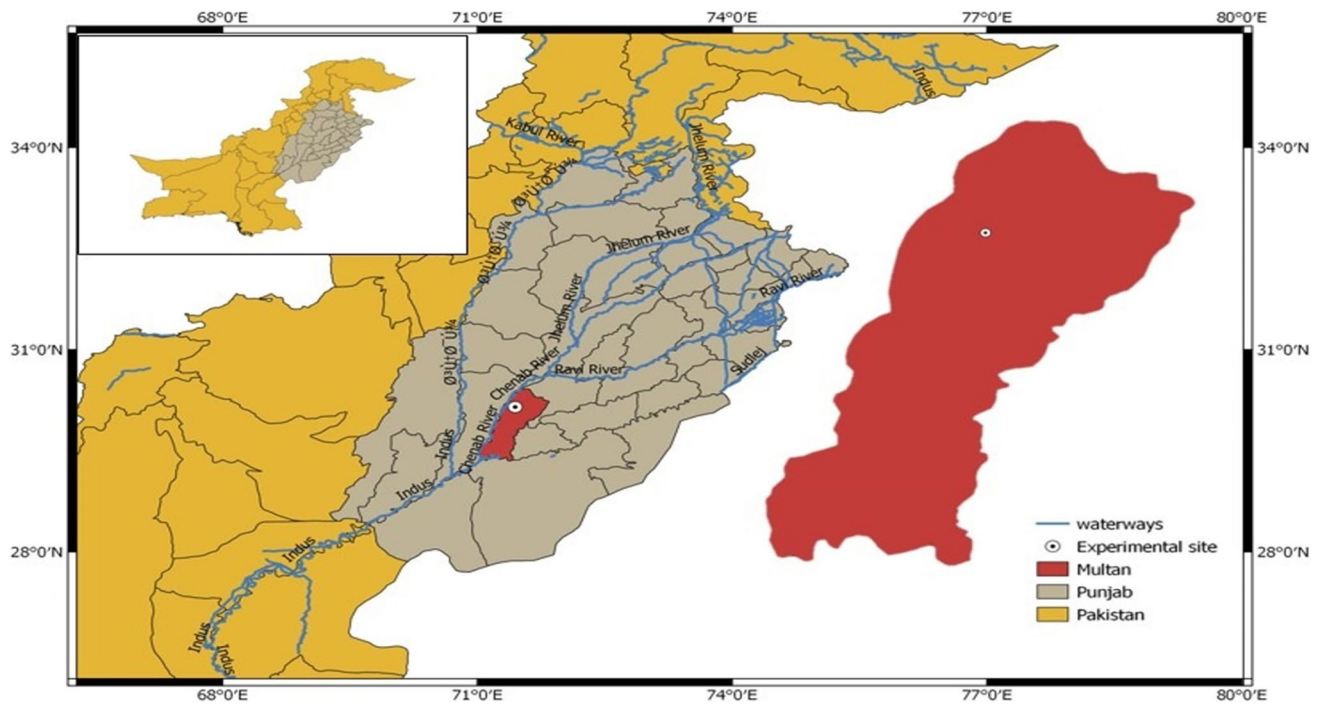 68°0′E 71°0′E 74°0′E 77°0′E 80°0′E
34°0′N
31°0′N
28°0′N
34°0′N
31°0′N
28°0′N
Indus
Kabul River
Jhelum River
Jhelum River
Jhelum River
Ravi River
Chenab River
Ravi River
Sudlej
Chenab River
Indus
Indus
Indus
Indus
Indus
waterways
Experimental site
Multan
Punjab
Pakistan
68°0′E 71°0′E 74°0′E 77°0′E 80°0′E